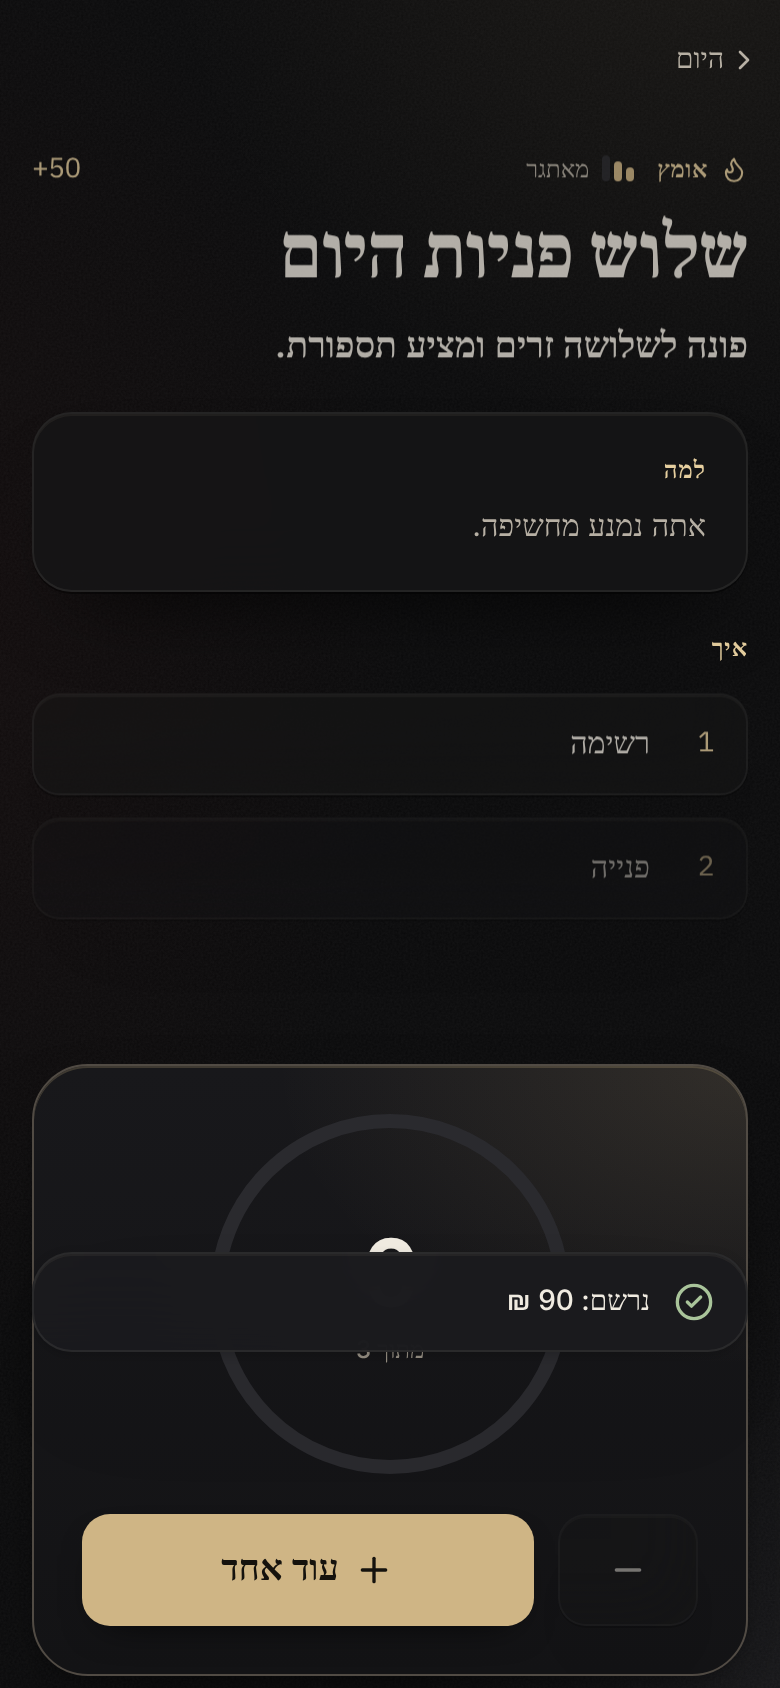 היום
אומץ מאתגר +50
שלוש פניות היום
פונה לשלושה זרים ומציע תספורת.
למה
אתה נמנע מחשיפה.
איך
1 רשימה
2 פנייה
נרשם: 90 ₪
עוד אחד